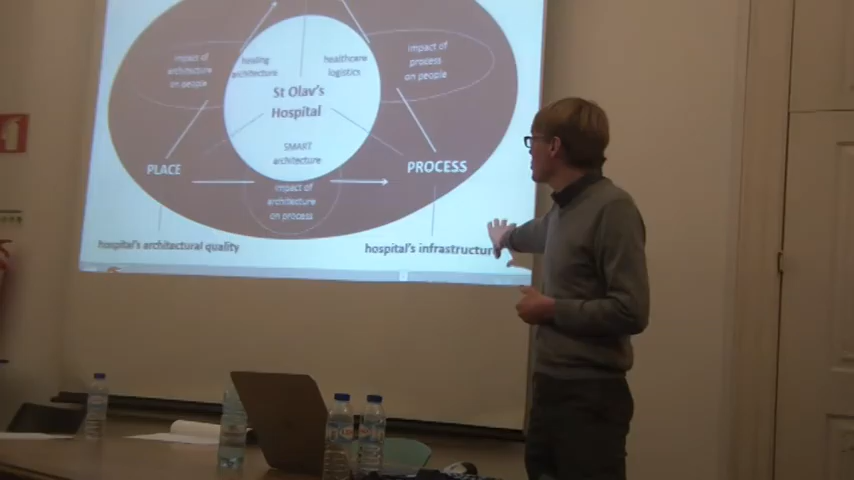 impact of
architecture
on people
healing
architecture
healthcare
logistics
impact of
process
on people
St Olav's
Hospital
SMART
architecture
PLACE
PROCESS
impact of
architecture
on process
hospital's architectural quality
hospital's infrastructure